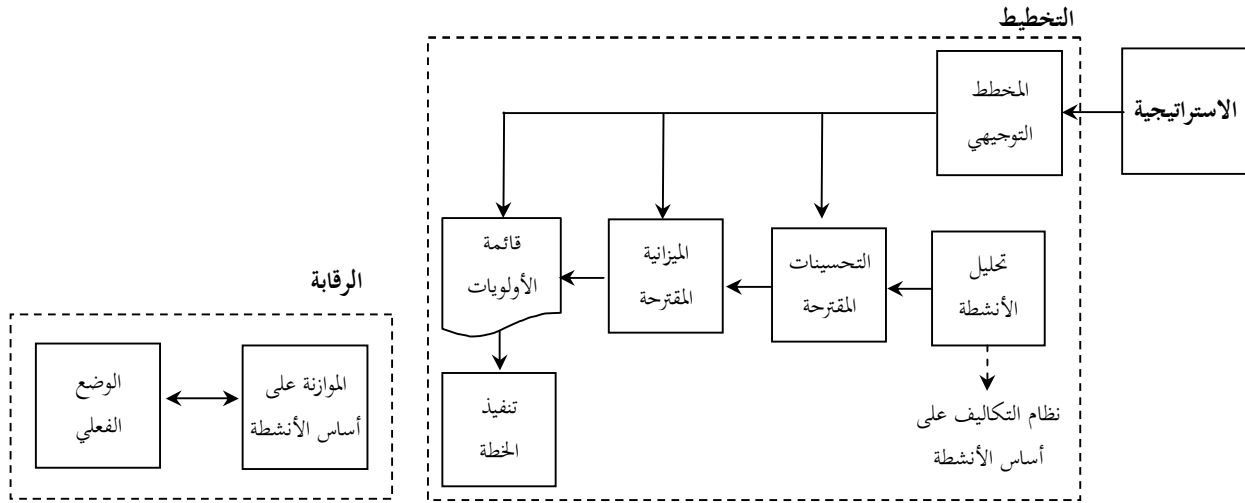 التخطيط
الاستراتيجية
المخطط
التوجيهي
تحليل
الأنشطة
التحسينات
المقترحة
الميزانية
المقترحة
قائمة
الأولويات
نظام التكاليف على
أساس الأنشطة
تنفيذ
الخطة
الرقابة
الموازنة على
أساس الأنشطة
الوضع
الفعلي